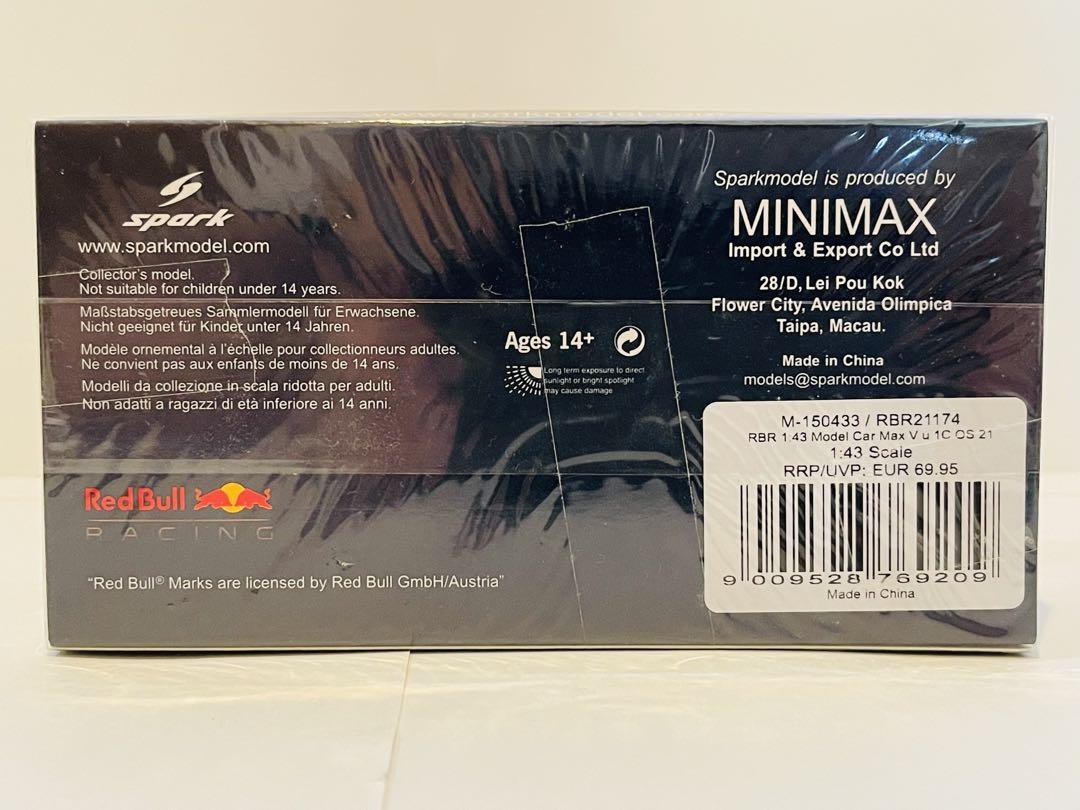 spark
www.sparkmodel.com
Collector's model.
Not suitable for children under 14 years.
Maßstabsgetreues Sammlermodell für Erwachsene.
Nicht geeignet für Kinder unter 14 Jahren.
Modèle ornemental à l'échelle pour collectionneurs adultes.
Ne convient pas aux enfants de moins de 14 ans.
Modelli da collezione in scala ridotta per adulti.
Non adatti a ragazzi di età inferiore ai 14 anni.
Red Bull
RACING
“Red Bull® Marks are licensed by Red Bull GmbH/Austria”
Ages 14+
Long term exposure to direct
sunlight or bright spotlight
may cause damage
Sparkmodel is produced by
MINIMAX
Import & Export Co Ltd
28/D, Lei Pou Kok
Flower City, Avenida Olimpica
Taipa, Macau.
Made in China
models@sparkmodel.com
M-150433 / RBR21174
RBR 1:43 Model Car Max V u 1C OS 21
1:43 Scale
RRP/UVP: EUR 69.95
9 009528 769209
Made in China